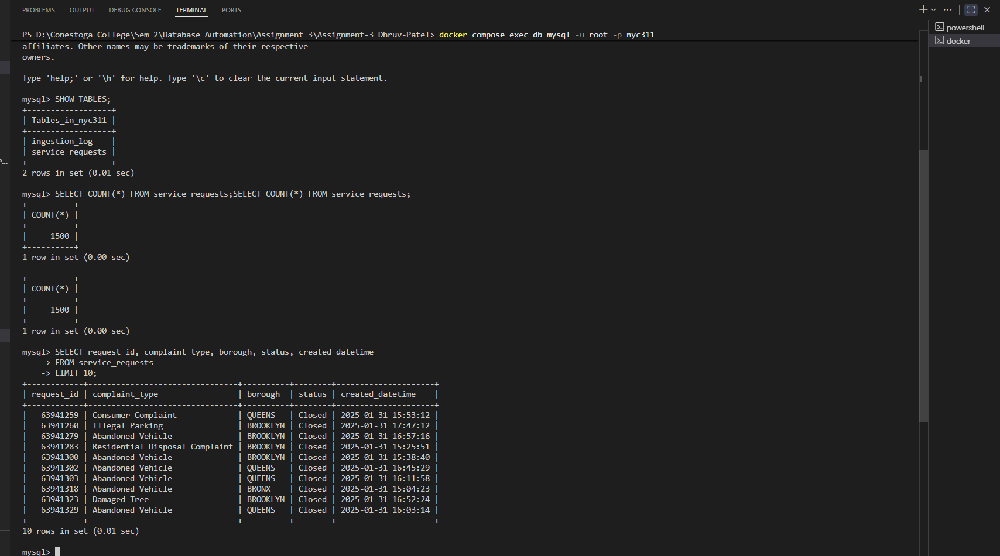 PROBLEMS OUTPUT DEBUG CONSOLE TERMINAL PORTS
powershell
docker
PS D:\Conestoga College\Sem 2\Database Automation\Assignment 3\Assignment-3_Dhruv-Patel> docker compose exec db mysql -u root -p nyc311
affiliates. Other names may be trademarks of their respective
owners.
Type 'help;' or '\h' for help. Type '\c' to clear the current input statement.
mysql> SHOW TABLES;
+------------------+
| Tables_in_nyc311 |
+------------------+
| ingestion_log    |
| service_requests |
+------------------+
2 rows in set (0.01 sec)
mysql> SELECT COUNT(*) FROM service_requests;SELECT COUNT(*) FROM service_requests;
+----------+
| COUNT(*) |
+----------+
|     1500 |
+----------+
1 row in set (0.00 sec)
+----------+
| COUNT(*) |
+----------+
|     1500 |
+----------+
1 row in set (0.00 sec)
mysql> SELECT request_id, complaint_type, borough, status, created_datetime
    -> FROM service_requests
    -> LIMIT 10;
+------------+--------------------------------+----------+--------+---------------------+
| request_id | complaint_type                 | borough  | status | created_datetime    |
+------------+--------------------------------+----------+--------+---------------------+
|   63941259 | Consumer Complaint             | QUEENS   | Closed | 2025-01-31 15:53:12 |
|   63941260 | Illegal Parking                | BROOKLYN | Closed | 2025-01-31 17:47:12 |
|   63941279 | Abandoned Vehicle              | BROOKLYN | Closed | 2025-01-31 16:57:16 |
|   63941283 | Residential Disposal Complaint | BROOKLYN | Closed | 2025-01-31 15:25:51 |
|   63941300 | Abandoned Vehicle              | BROOKLYN | Closed | 2025-01-31 15:38:40 |
|   63941302 | Abandoned Vehicle              | QUEENS   | Closed | 2025-01-31 16:45:29 |
|   63941303 | Abandoned Vehicle              | QUEENS   | Closed | 2025-01-31 16:11:58 |
|   63941318 | Abandoned Vehicle              | BRONX    | Closed | 2025-01-31 15:04:23 |
|   63941323 | Damaged Tree                   | BROOKLYN | Closed | 2025-01-31 16:52:24 |
|   63941329 | Abandoned Vehicle              | QUEENS   | Closed | 2025-01-31 16:03:14 |
+------------+--------------------------------+----------+--------+---------------------+
10 rows in set (0.01 sec)
mysql>